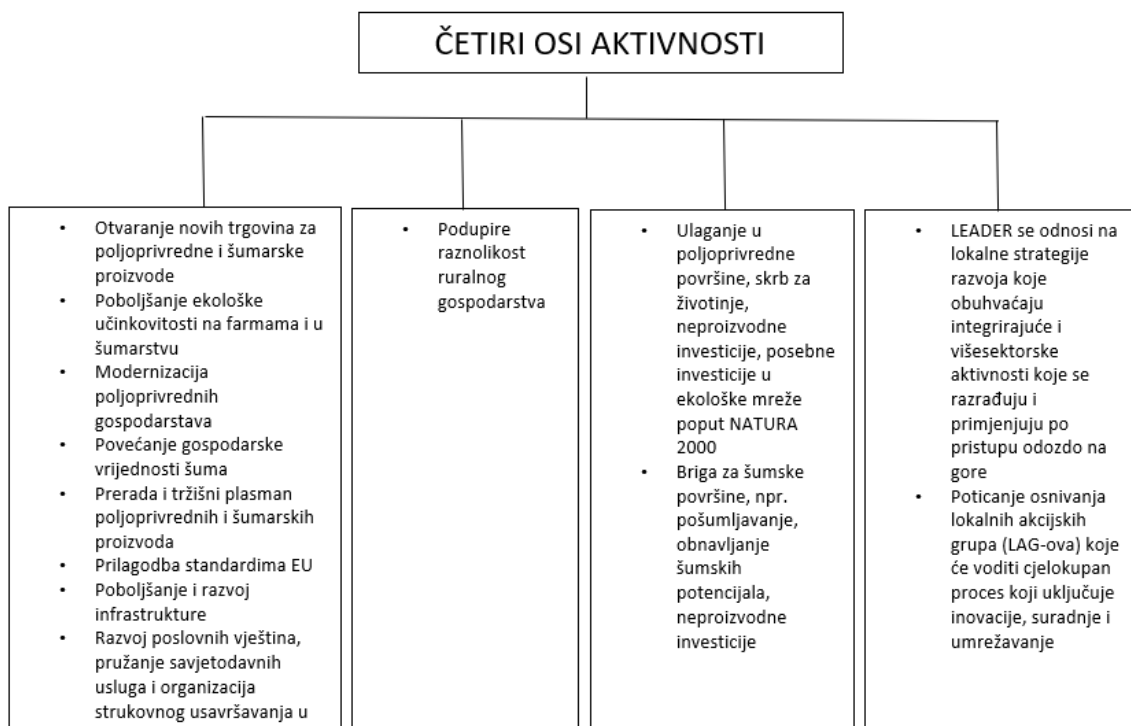 ČETIRI OSI AKTIVNOSTI
• Otvaranje novih trgovina za
poljoprivredne i šumarske
proizvode
• Poboljšanje ekološke
učinkovitosti na farmama i u
šumarstvu
• Modernizacija
poljoprivrednih
gospodarstava
• Povećanje gospodarske
vrijednosti šuma
• Prerada i tržišni plasman
poljoprivrednih i šumarskih
proizvoda
• Prilagodba standardima EU
• Poboljšanje i razvoj
infrastrukture
• Razvoj poslovnih vještina,
pružanje savjetodavnih
usluga i organizacija
strukovnog usavršavanja u
• Podupire
raznolikost
ruralnog
gospodarstva
• Ulaganje u
poljoprivredne
površine, skrb za
životinje,
neproizvodne
investicije, posebne
investicije u
ekološke mreže
poput NATURA
2000
• Briga za šumske
površine, npr.
pošumljavanje,
obnavljanje
šumskih
potencijala,
neproizvodne
investicije
• LEADER se odnosi na
lokalne strategije
razvoja koje
obuhvaćaju
integrirajuće i
višesektorske
aktivnosti koje se
razrađuju i
primjenjuju po
pristupu odozdo na
gore
• Poticanje osnivanja
lokalnih akcijskih
grupa (LAG-ova) koje
će voditi cjelokupan
proces koji uključuje
inovacije, suradnje i
umrežavanje